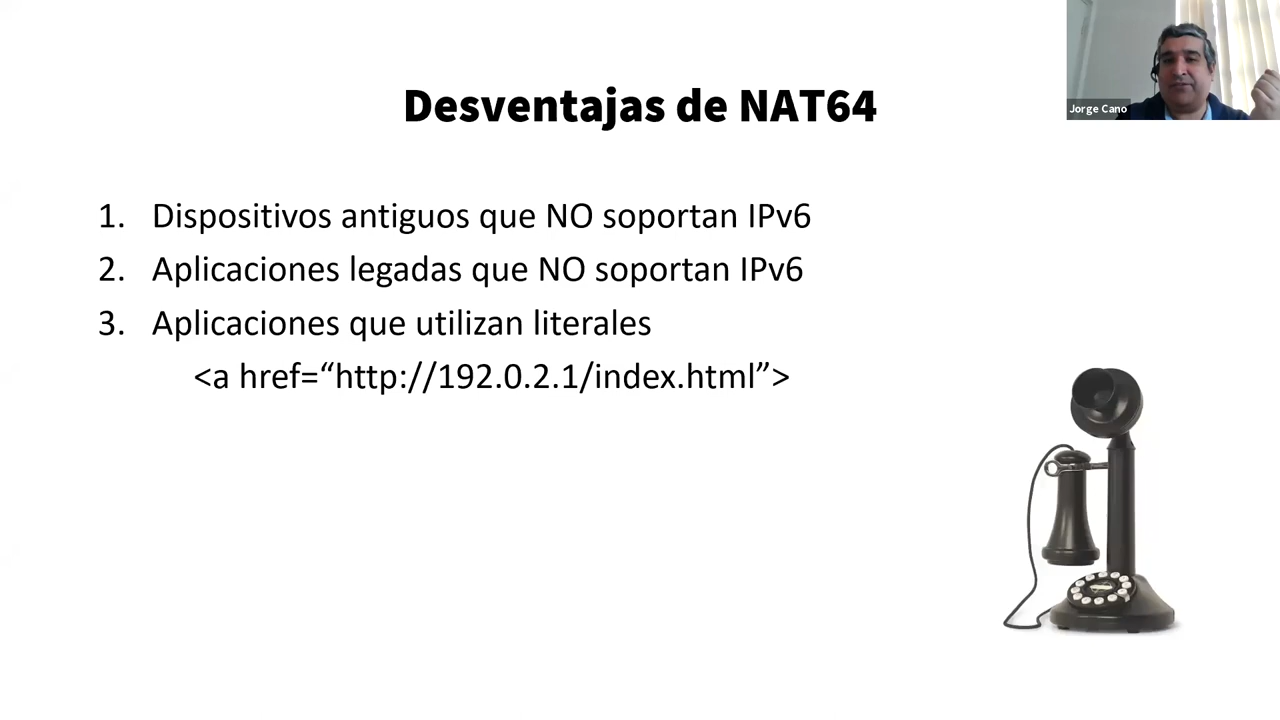 Desventajas de NAT64
Jorge Cano
1. Dispositivos antiguos que NO soportan IPv6
2. Aplicaciones legadas que NO soportan IPv6
3. Aplicaciones que utilizan literales
<a href=“http://192.0.2.1/index.html”>